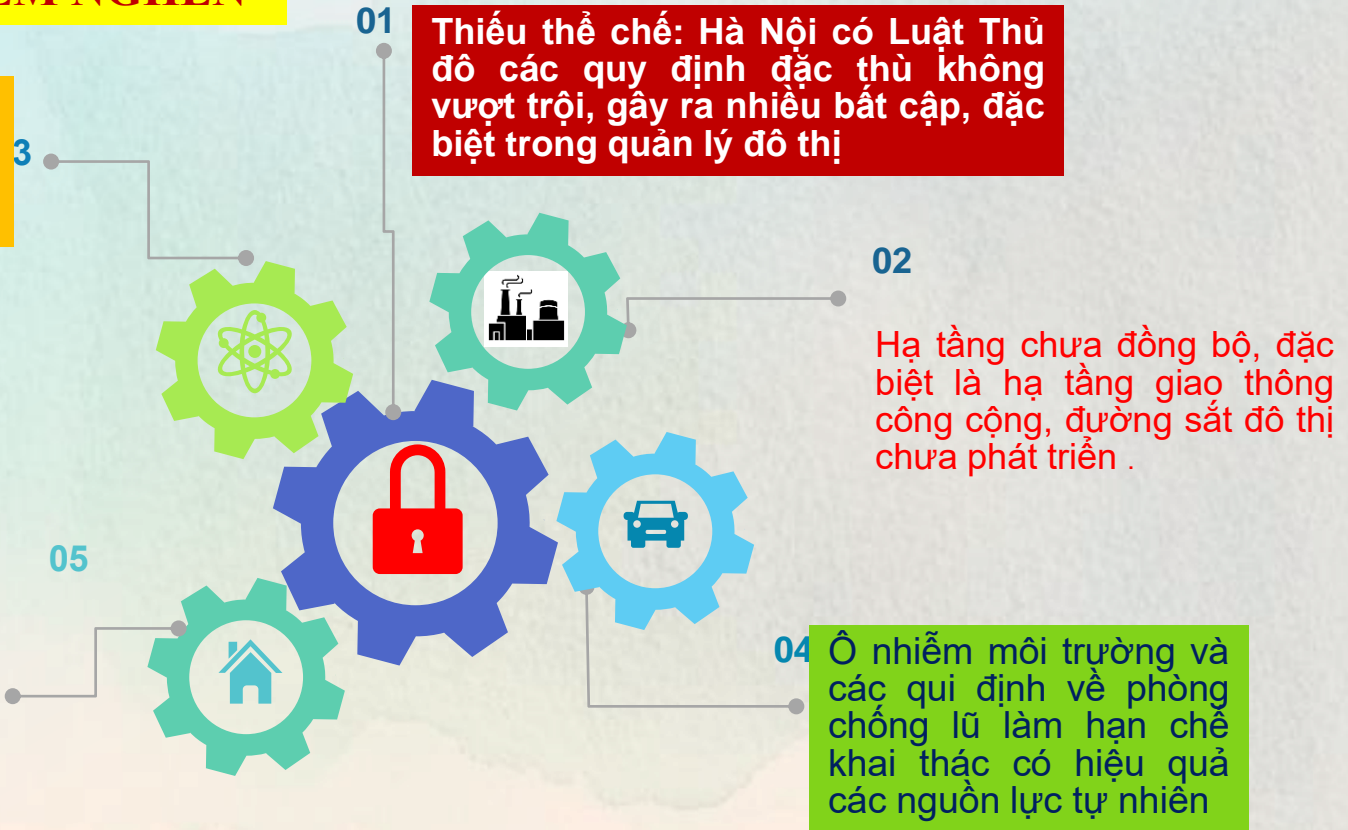 01
Thiếu thể chế: Hà Nội có Luật Thủ
đô các quy định đặc thù không
vượt trội, gây ra nhiều bất cập, đặc
biệt trong quản lý đô thị
3
02
Hạ tầng chưa đồng bộ, đặc
biệt là hạ tầng giao thông
công cộng, đường sắt đô thị
chưa phát triển .
05
04
Ô nhiễm môi trường và
các qui định về phòng
chống lũ làm hạn chế
khai thác có hiệu quả
các nguồn lực tự nhiên